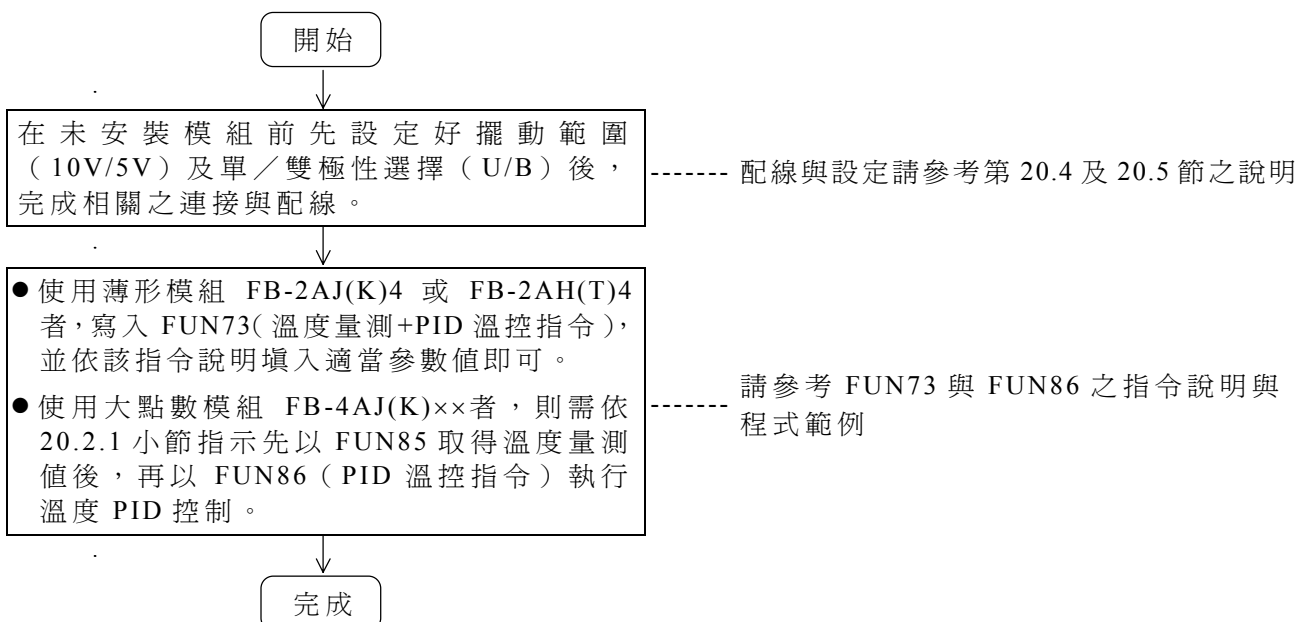 開始
在未安裝模組前先設定好擺動範圍
（10V/5V）及單／雙極性選擇（U/B）後，
完成相關之連接與配線。
------- 配線與設定請參考第 20.4 及 20.5 節之說明
●使用薄形模組 FB-2AJ(K)4 或 FB-2AH(T)4
者，寫入 FUN73（溫度量測+PID 溫控指令），
並依該指令說明填入適當參數值即可。
●使用大點數模組 FB-4AJ(K)××者，則需依
20.2.1 小節指示先以 FUN85 取得溫度量測
值後，再以 FUN86（PID 溫控指令）執行
溫度 PID 控制。
------- 請參考 FUN73 與 FUN86 之指令說明與
程式範例
完成